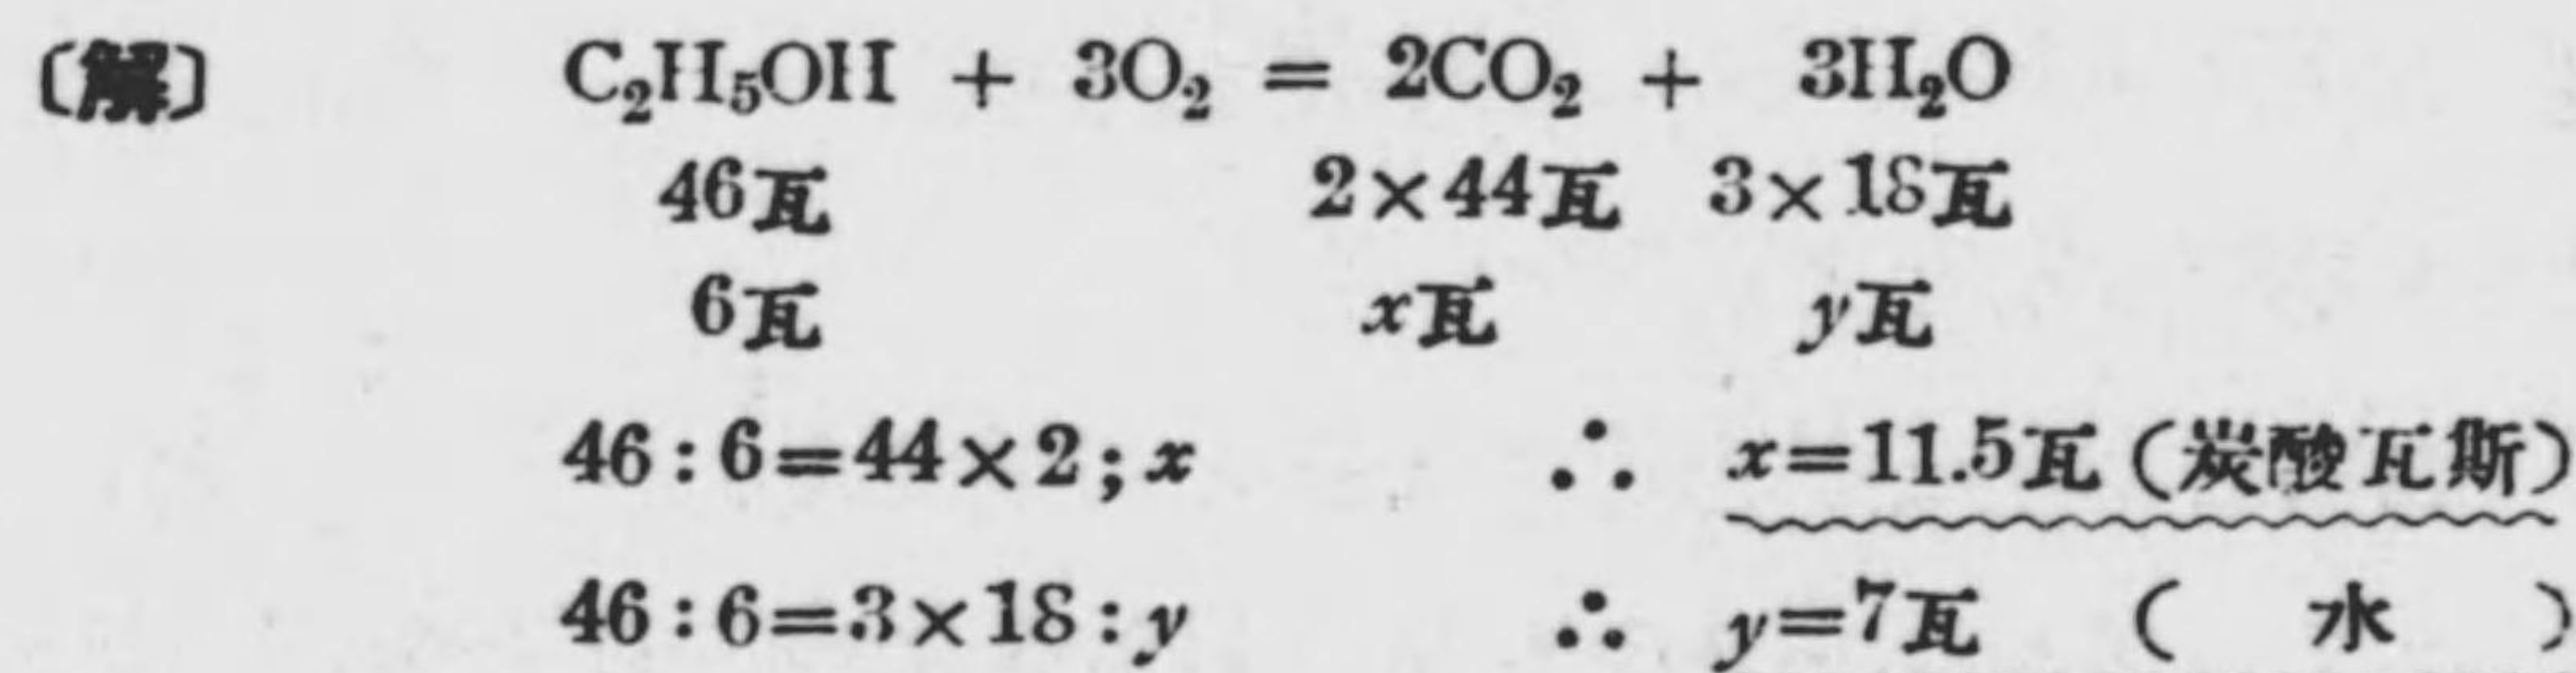 〔解〕 C₂H₅OH + 3O₂ = 2CO₂ + 3H₂O
46瓦 2×44瓦 3×18瓦
6瓦 x瓦 y瓦
46:6=44×2;x ∴ x=11.5瓦(炭酸瓦斯)
46:6=3×18:y ∴ y=7瓦 ( 水 )